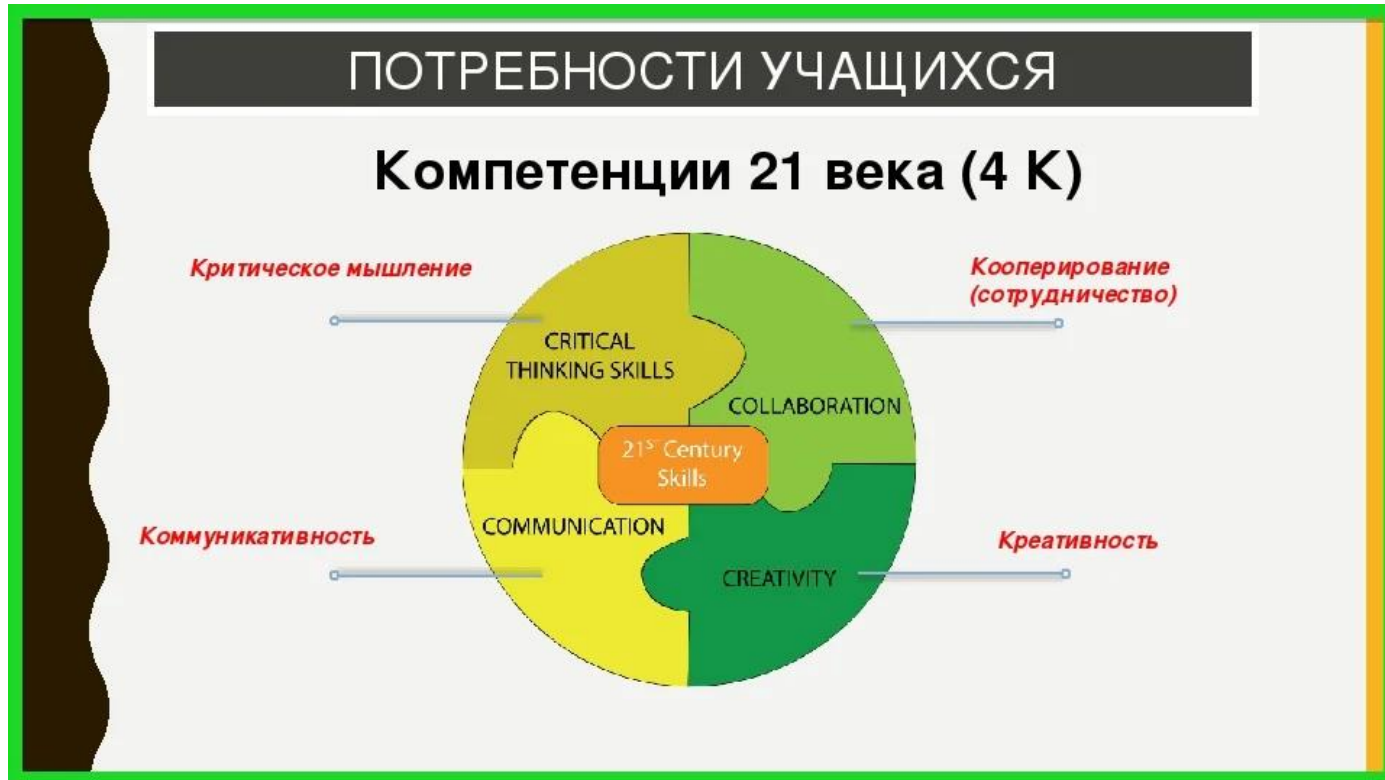 ПОТРЕБНОСТИ УЧАЩИХСЯ
Компетенции 21 века (4 К)
Критическое мышление
Кооперирование
(сотрудничество)
CRITICAL
THINKING SKILLS
COLLABORATION
21ST Century
Skills
COMMUNICATION
Коммуникативность
Креативность
CREATIVITY